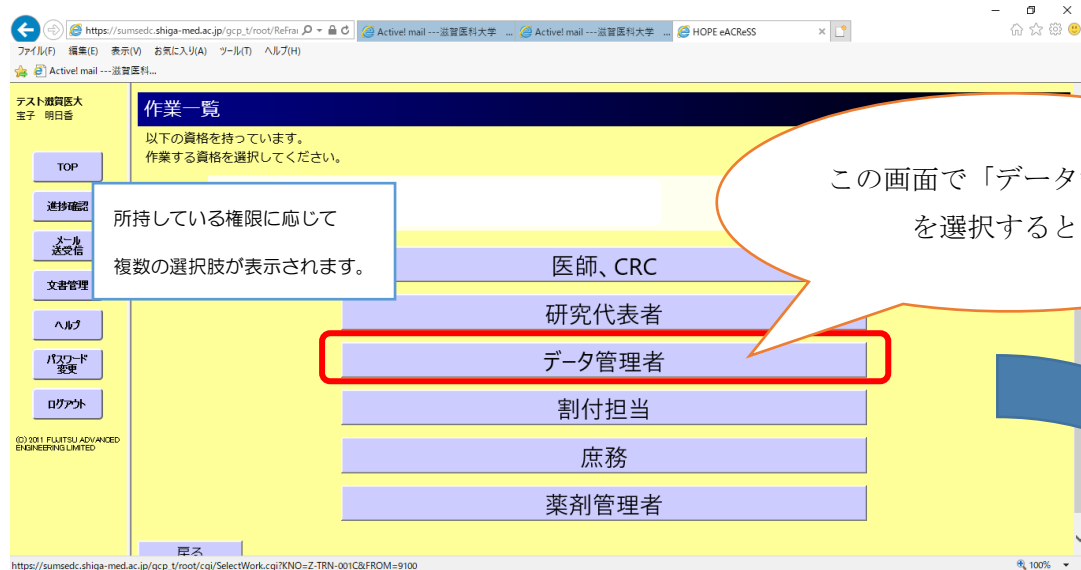 https://sumsedc.shiga-med.ac.jp/gcp_t/root/ReFrai
Active! mail ---滋賀医科大学 ...
Active! mail ---滋賀医科大学 ...
HOPE eACReSS
ファイル(F) 編集(E) 表示(V) お気に入り(A) ツール(T) ヘルプ(H)
Active! mail ---滋賀医科...
テスト滋賀医大
宝子 明日香
TOP
進捗確認
メール
送受信
文書管理
ヘルプ
パスワード
変更
ログアウト
(C) 2011 FUJITSU ADVANCED
ENGINEERING LIMITED
作業一覧
以下の資格を持っています。
作業する資格を選択してください。
所持している権限に応じて
複数の選択肢が表示されます。
この画面で「データ
を選択すると
医師、CRC
研究代表者
データ管理者
割付担当
庶務
薬剤管理者
戻る
https://sumsedc.shiga-med.ac.jp/gcp_t/root/cgi/SelectWork.cgi?KNO=Z-TRN-001C&FROM=9100
100%